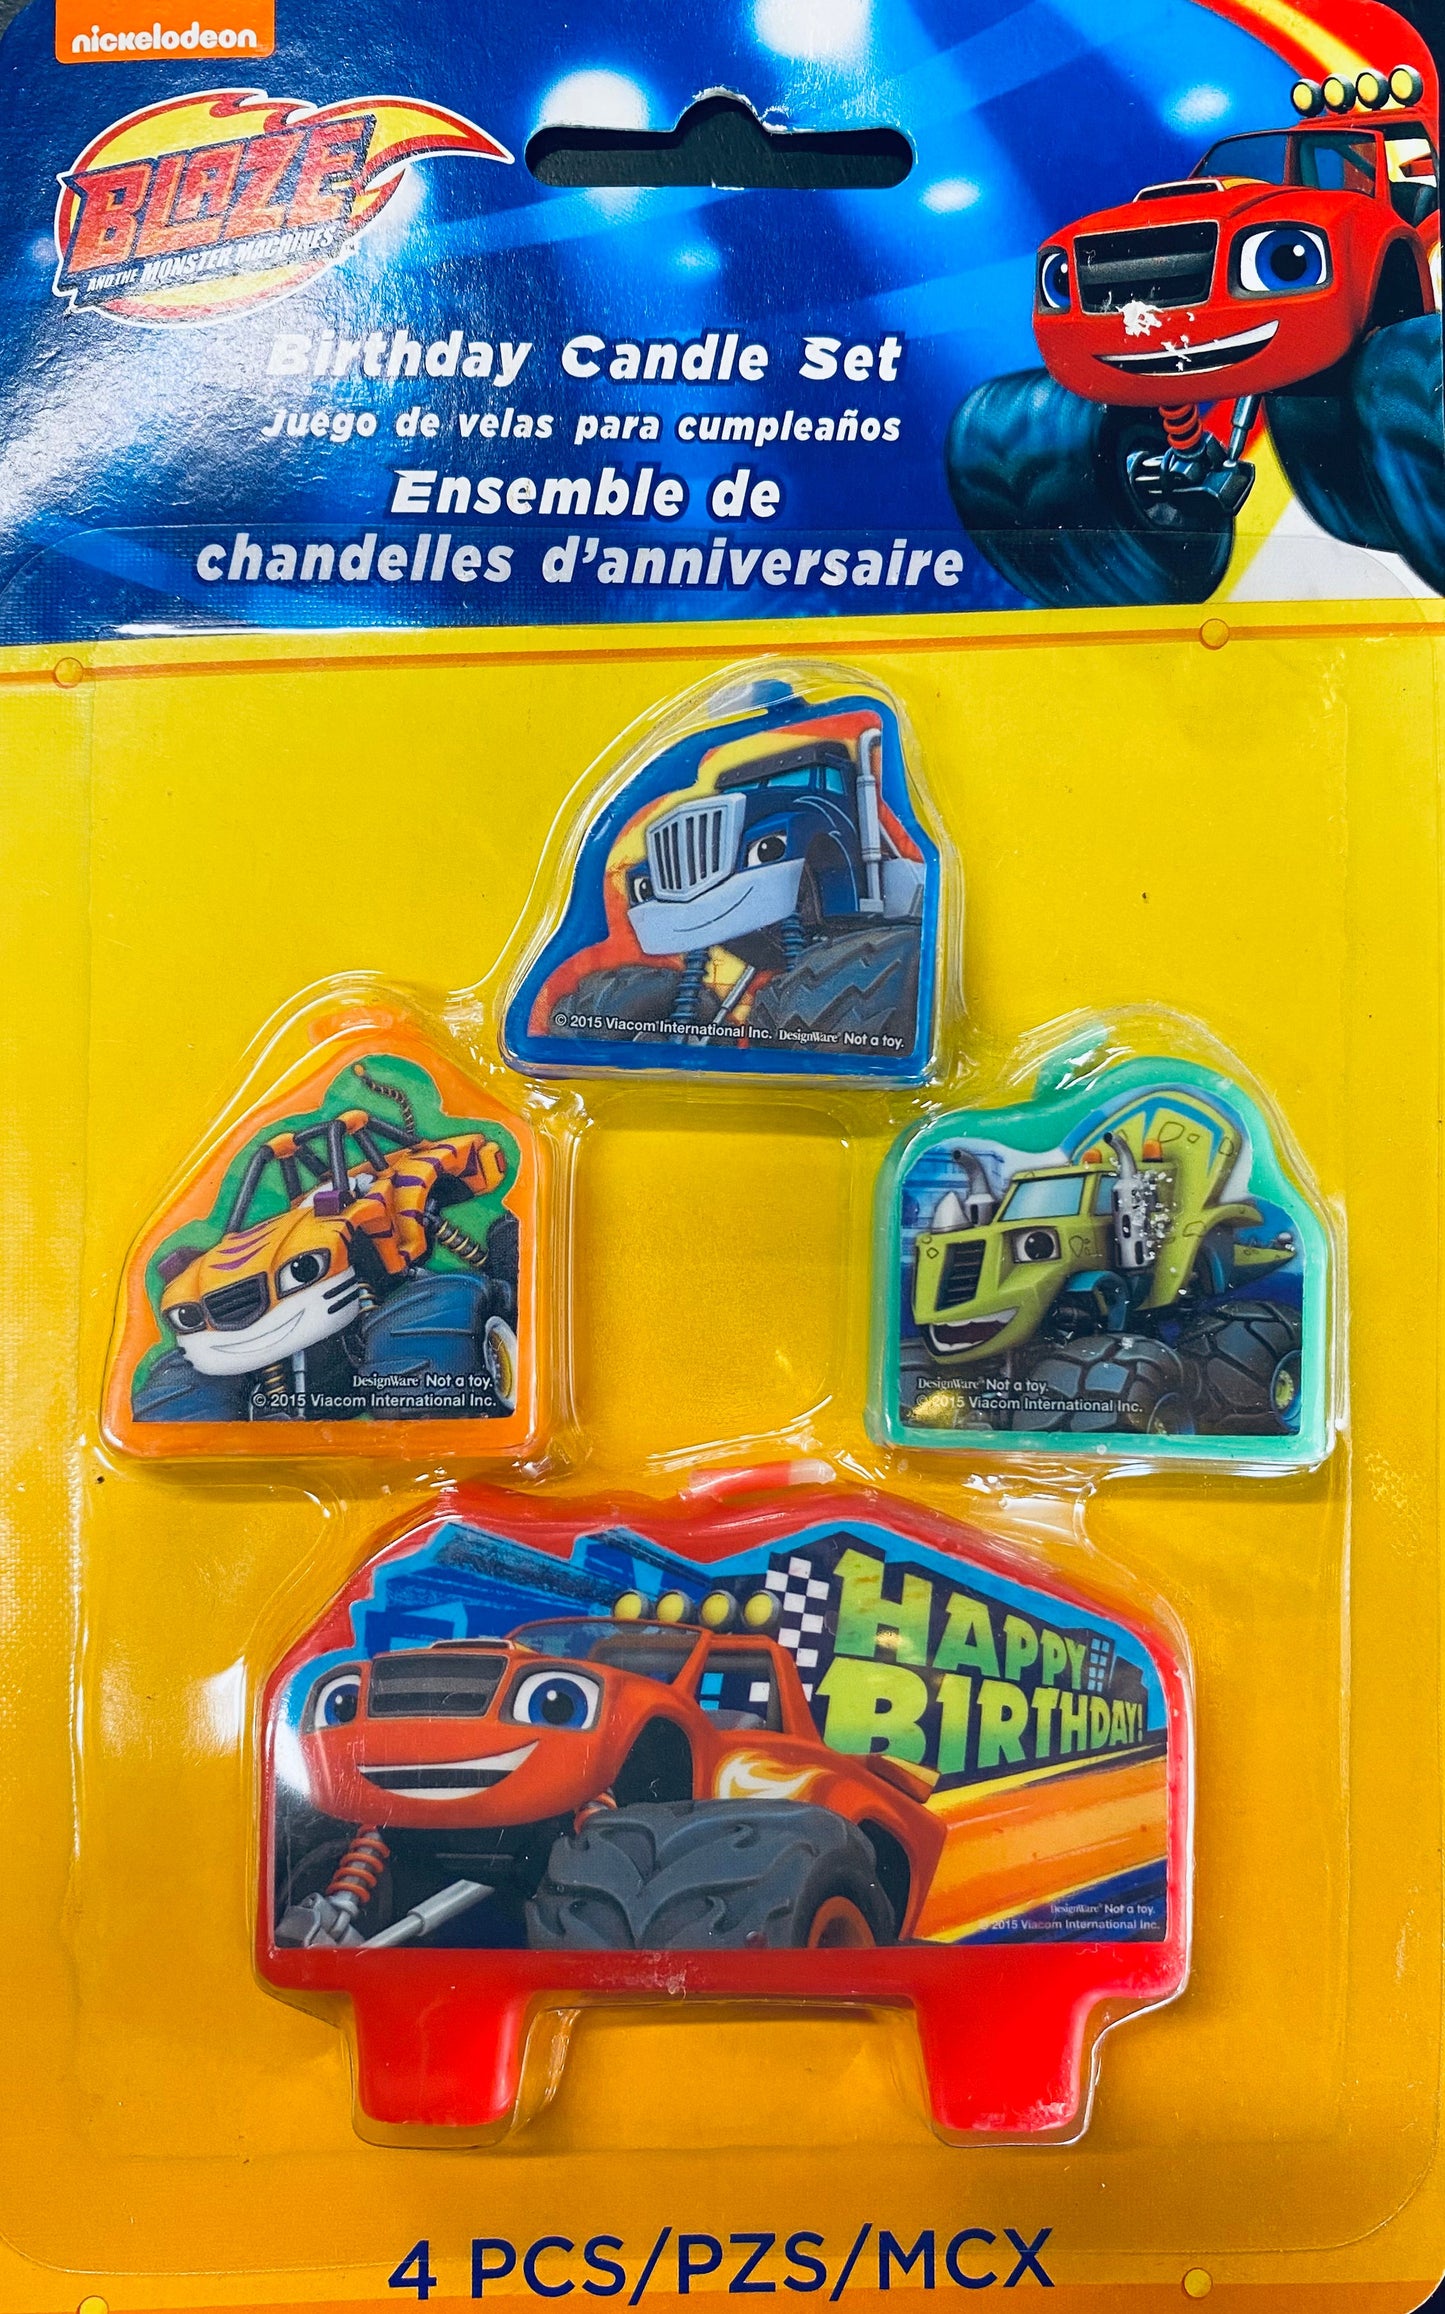 nickelodeon
BLAZE
AND THE MONSTER MACHINES
Birthday Candle Set
Juego de velas para cumpleaños
Ensemble de
chandelles d'anniversaire
© 2015 Viacom International Inc. DesignWare® Not a toy.
DesignWare® Not a toy.
© 2015 Viacom International Inc.
DesignWare® Not a toy.
© 2015 Viacom International Inc.
HAPPY
BIRTHDAY!
DesignWare® Not a toy.
© 2015 Viacom International Inc.
4 PCS/PZS/MCX